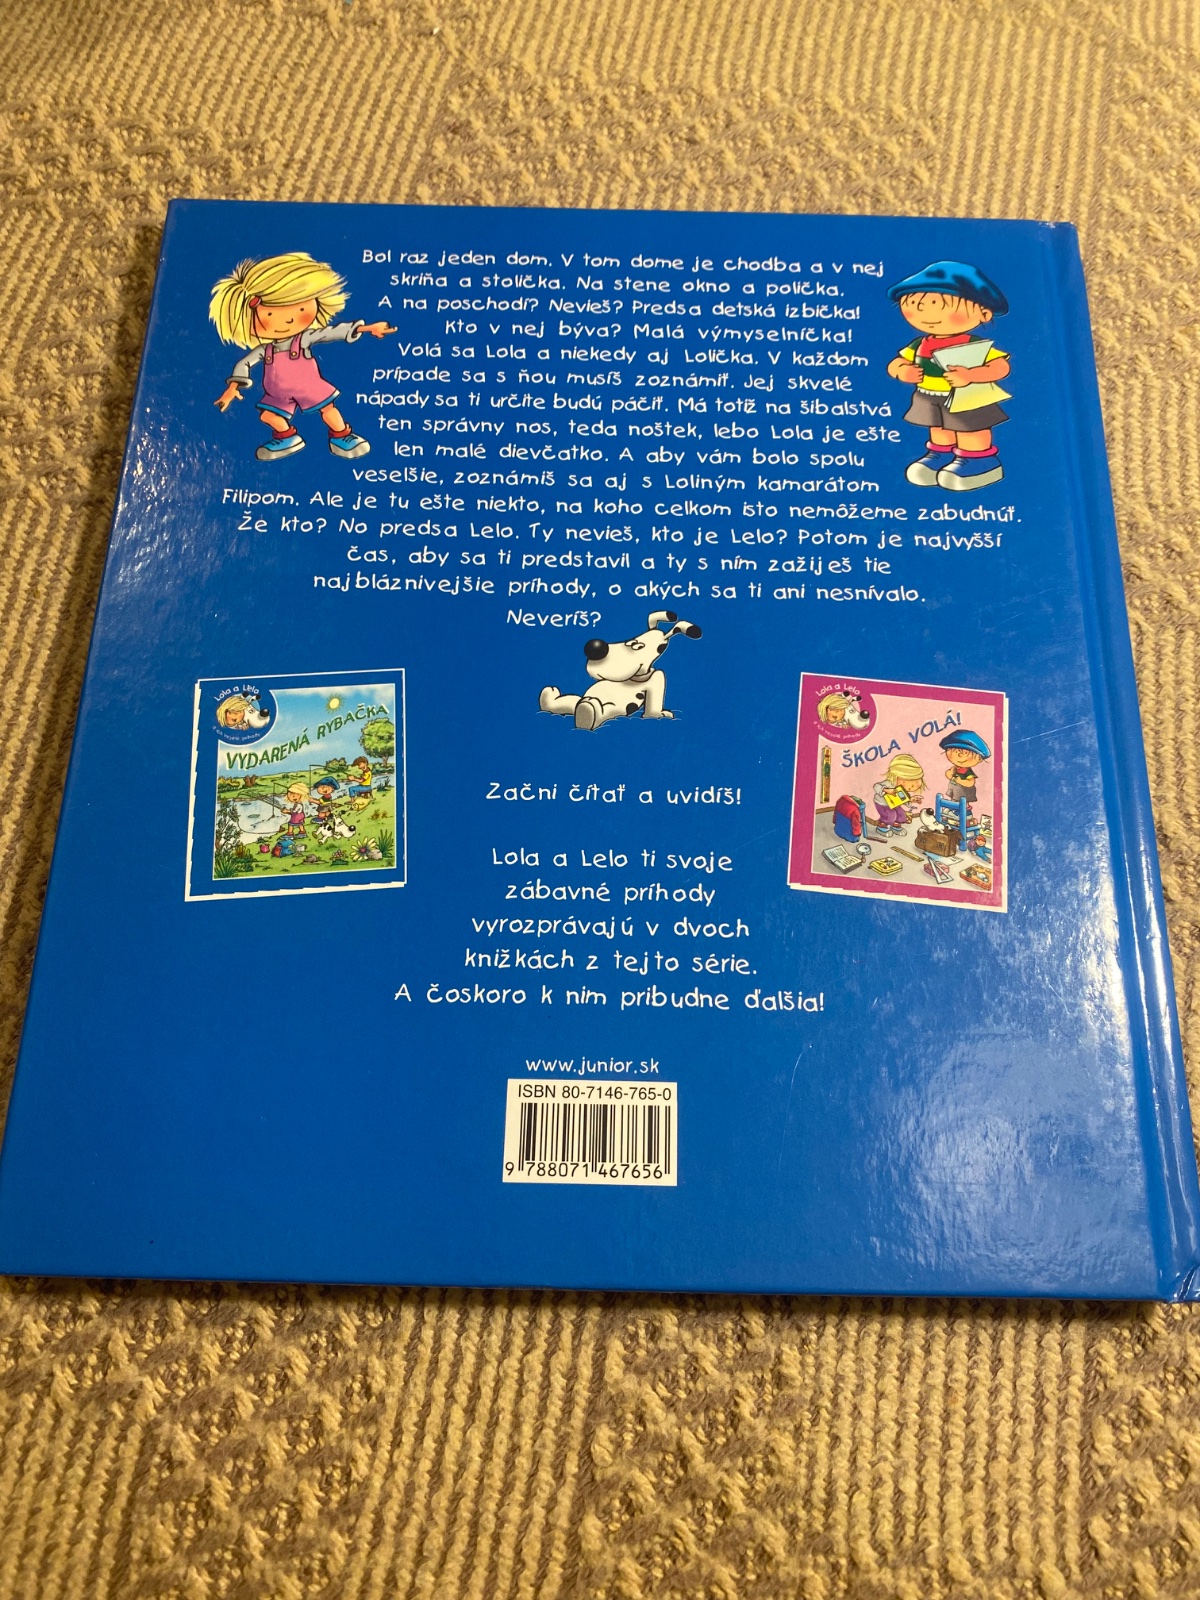 Bol raz jeden dom. V tom dome je chodba a v nej
skriňa a stolička. Na stene okno a polička.
A na poschodí? Nevieš? Predsa detská izbička!
Kto v nej býva? Malá výmyselníčka!
Volá sa Lola a niekedy aj Lolička. V každom
prípade sa s ňou musíš zoznámiť. Jej skvelé
nápady sa ti určite budú páčiť. Má totiž na šibalstvá
ten správny nos, teda noštek, lebo Lola je ešte
len malé dievčatko. A aby vám bolo spolu
veselšie, zoznámiš sa aj s Loliným kamarátom
Filipom. Ale je tu ešte niekto, na koho celkom isto nemôžeme zabudnúť.
Že kto? No predsa Lelo. Ty nevieš, kto je Lelo? Potom je najvyšší
čas, aby sa ti predstavil a ty s ním zažiješ tie
najbláznivejšie príhody, o akých sa ti ani nesnívalo.
Neveríš?
Lola a Lelo
VYDARENÁ RYBAČKA
Lola a Lelo
ŠKOLA VOLÁ!
Začni čítať a uvidíš!
Lola a Lelo ti svoje
zábavné príhody
vyrozprávajú v dvoch
knižkách z tejto série.
A čoskoro k nim pribudne ďalšia!
www.junior.sk
ISBN 80-7146-765-0
9 788071 467656